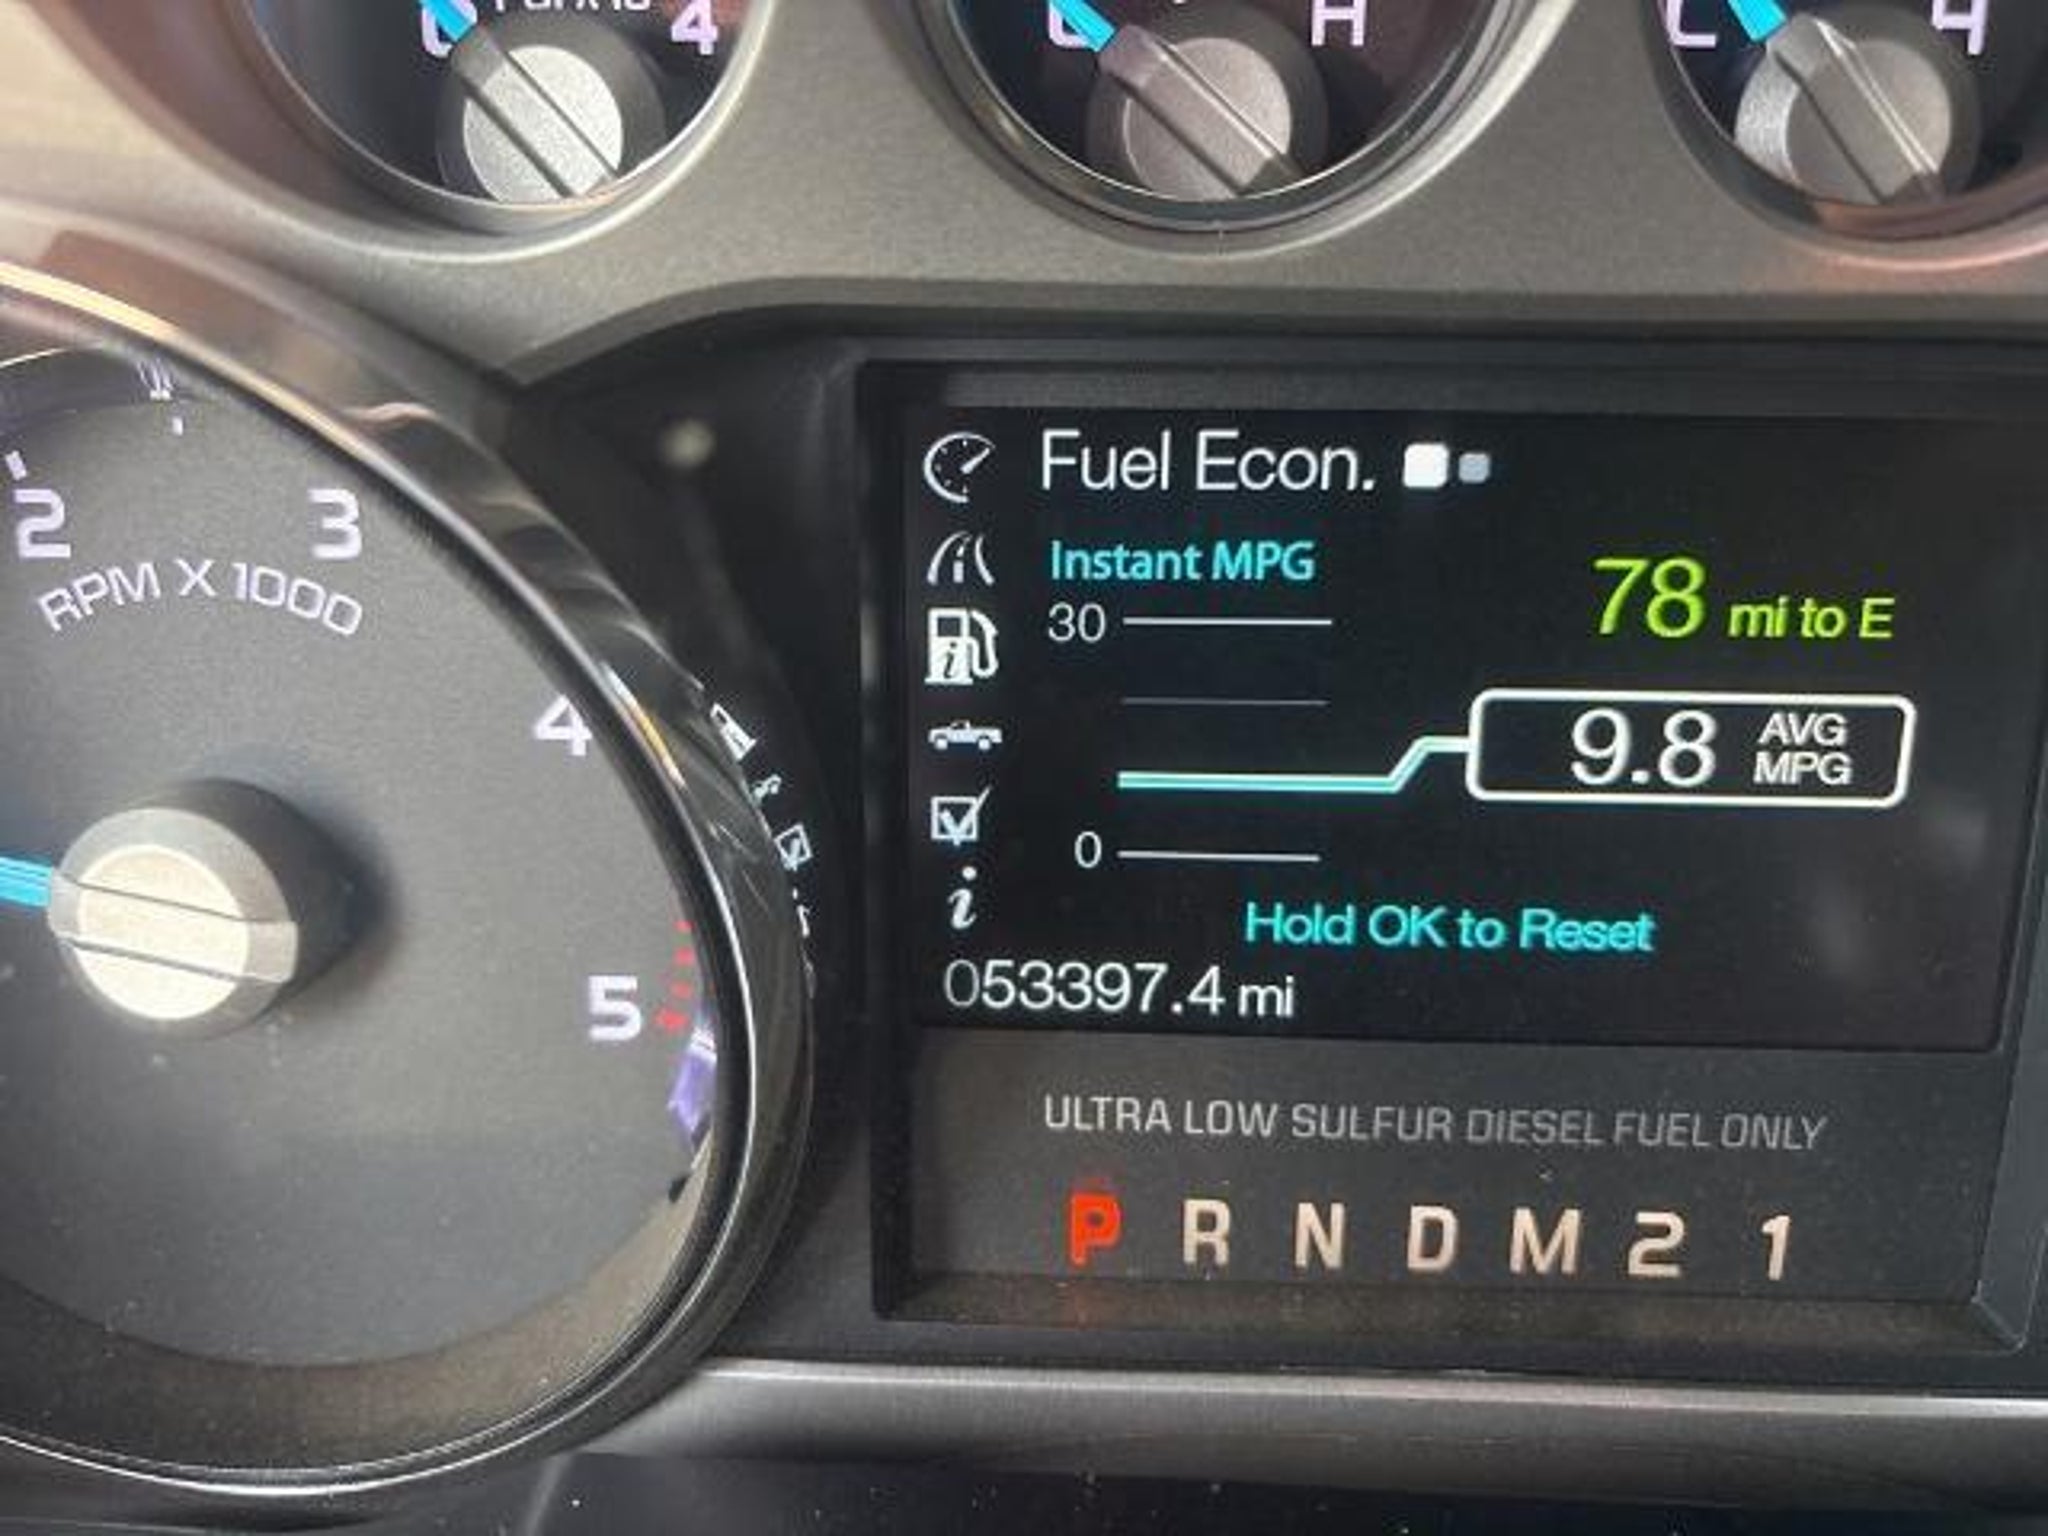 4
H
Fuel Econ.
Instant MPG
30
78 mi to E
9.8 AVG MPG
0
Hold OK to Reset
053397.4 mi
2
3
RPM X 1000
4
5
ULTRA LOW SULFUR DIESEL FUEL ONLY
P R N D M 2 1